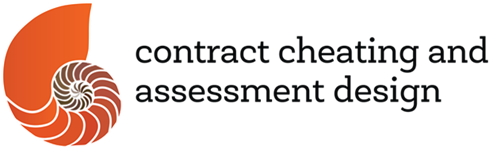 contract cheating and
assessment design